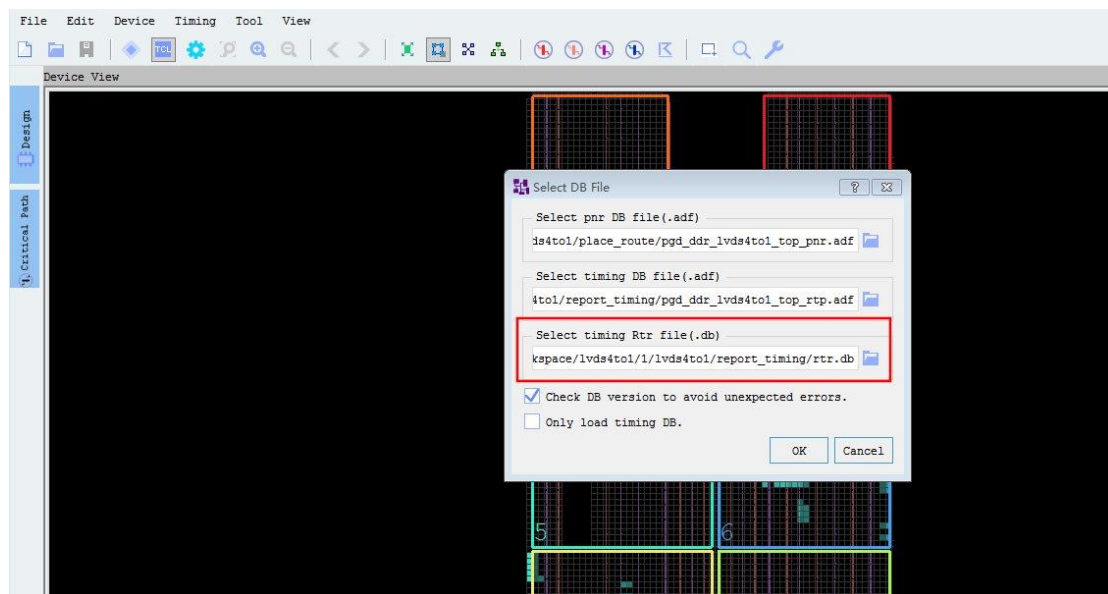 File Edit Device Timing Tool View
TCL
Device View
Design
Critical Path
Select DB File
Select pnr DB file(.adf)
ds4to1/place_route/pgd_ddr_lvds4to1_top_pnr.adf
Select timing DB file(.adf)
4to1/report_timing/pgd_ddr_lvds4to1_top_rtp.adf
Select timing Rtr file(.db)
kspace/lvds4to1/1/lvds4to1/report_timing/rtr.db
Check DB version to avoid unexpected errors.
Only load timing DB.
OK Cancel
5 6